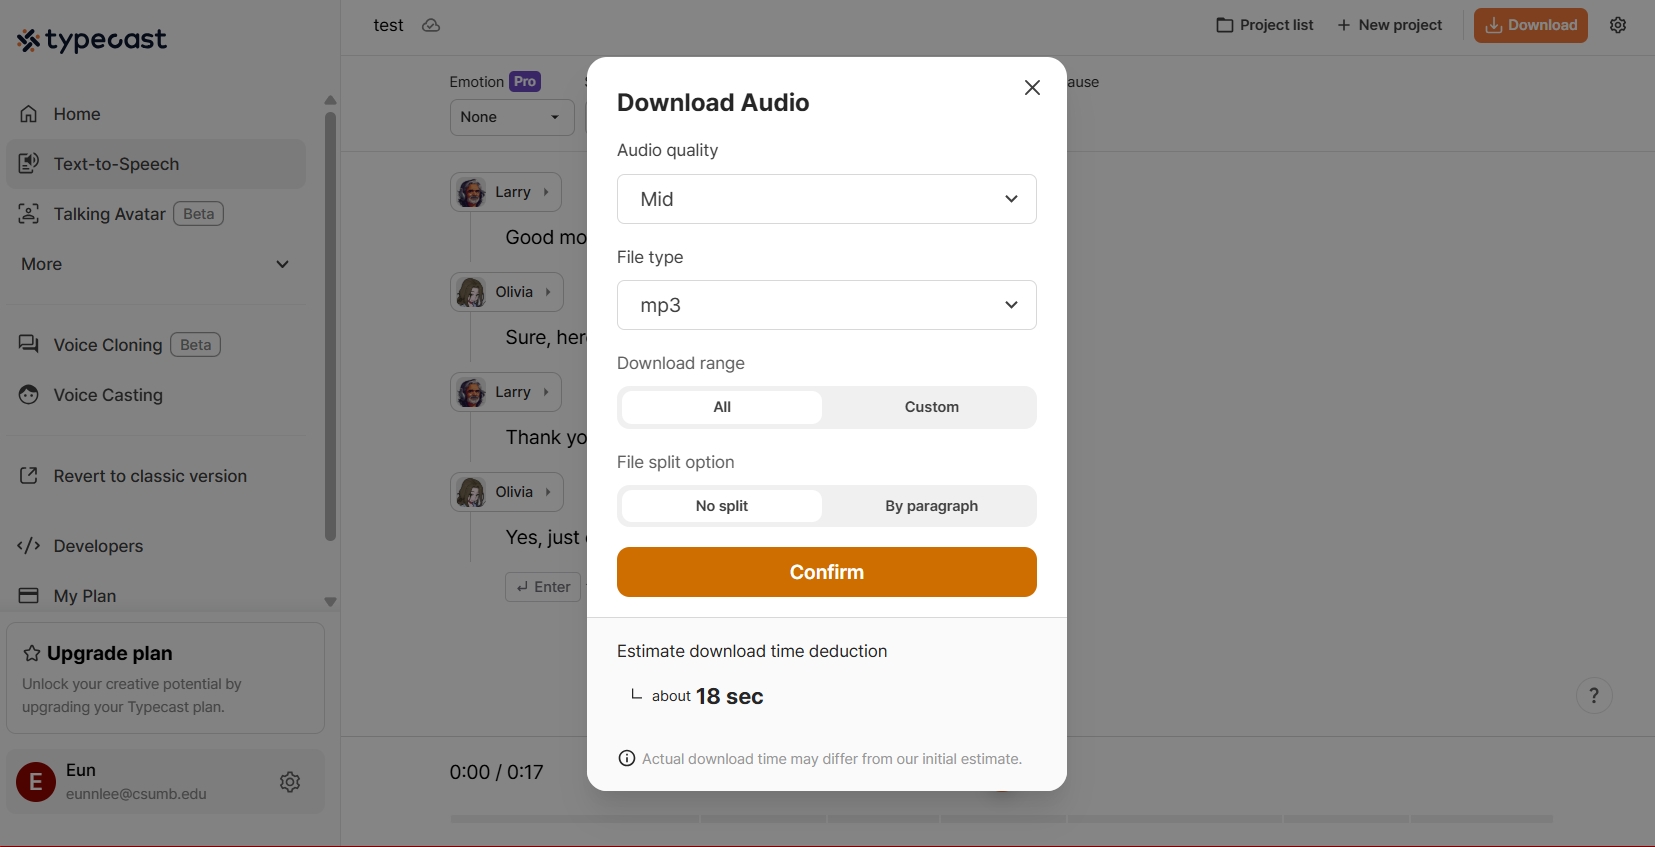 typecast
Home
Text-to-Speech
Talking Avatar Beta
More
Voice Cloning Beta
Voice Casting
Revert to classic version
Developers
My Plan
Upgrade plan
Unlock your creative potential by
upgrading your Typecast plan.
E
Eun
eunnlee@csumb.edu
test
Project list
New project
Download
Emotion Pro
None
ause
Larry
Good mo
Olivia
Sure, her
Larry
Thank yo
Olivia
Yes, just
Enter
0:00 / 0:17
?
Download Audio
Audio quality
Mid
File type
mp3
Download range
All Custom
File split option
No split By paragraph
Confirm
Estimate download time deduction
about 18 sec
Actual download time may differ from our initial estimate.